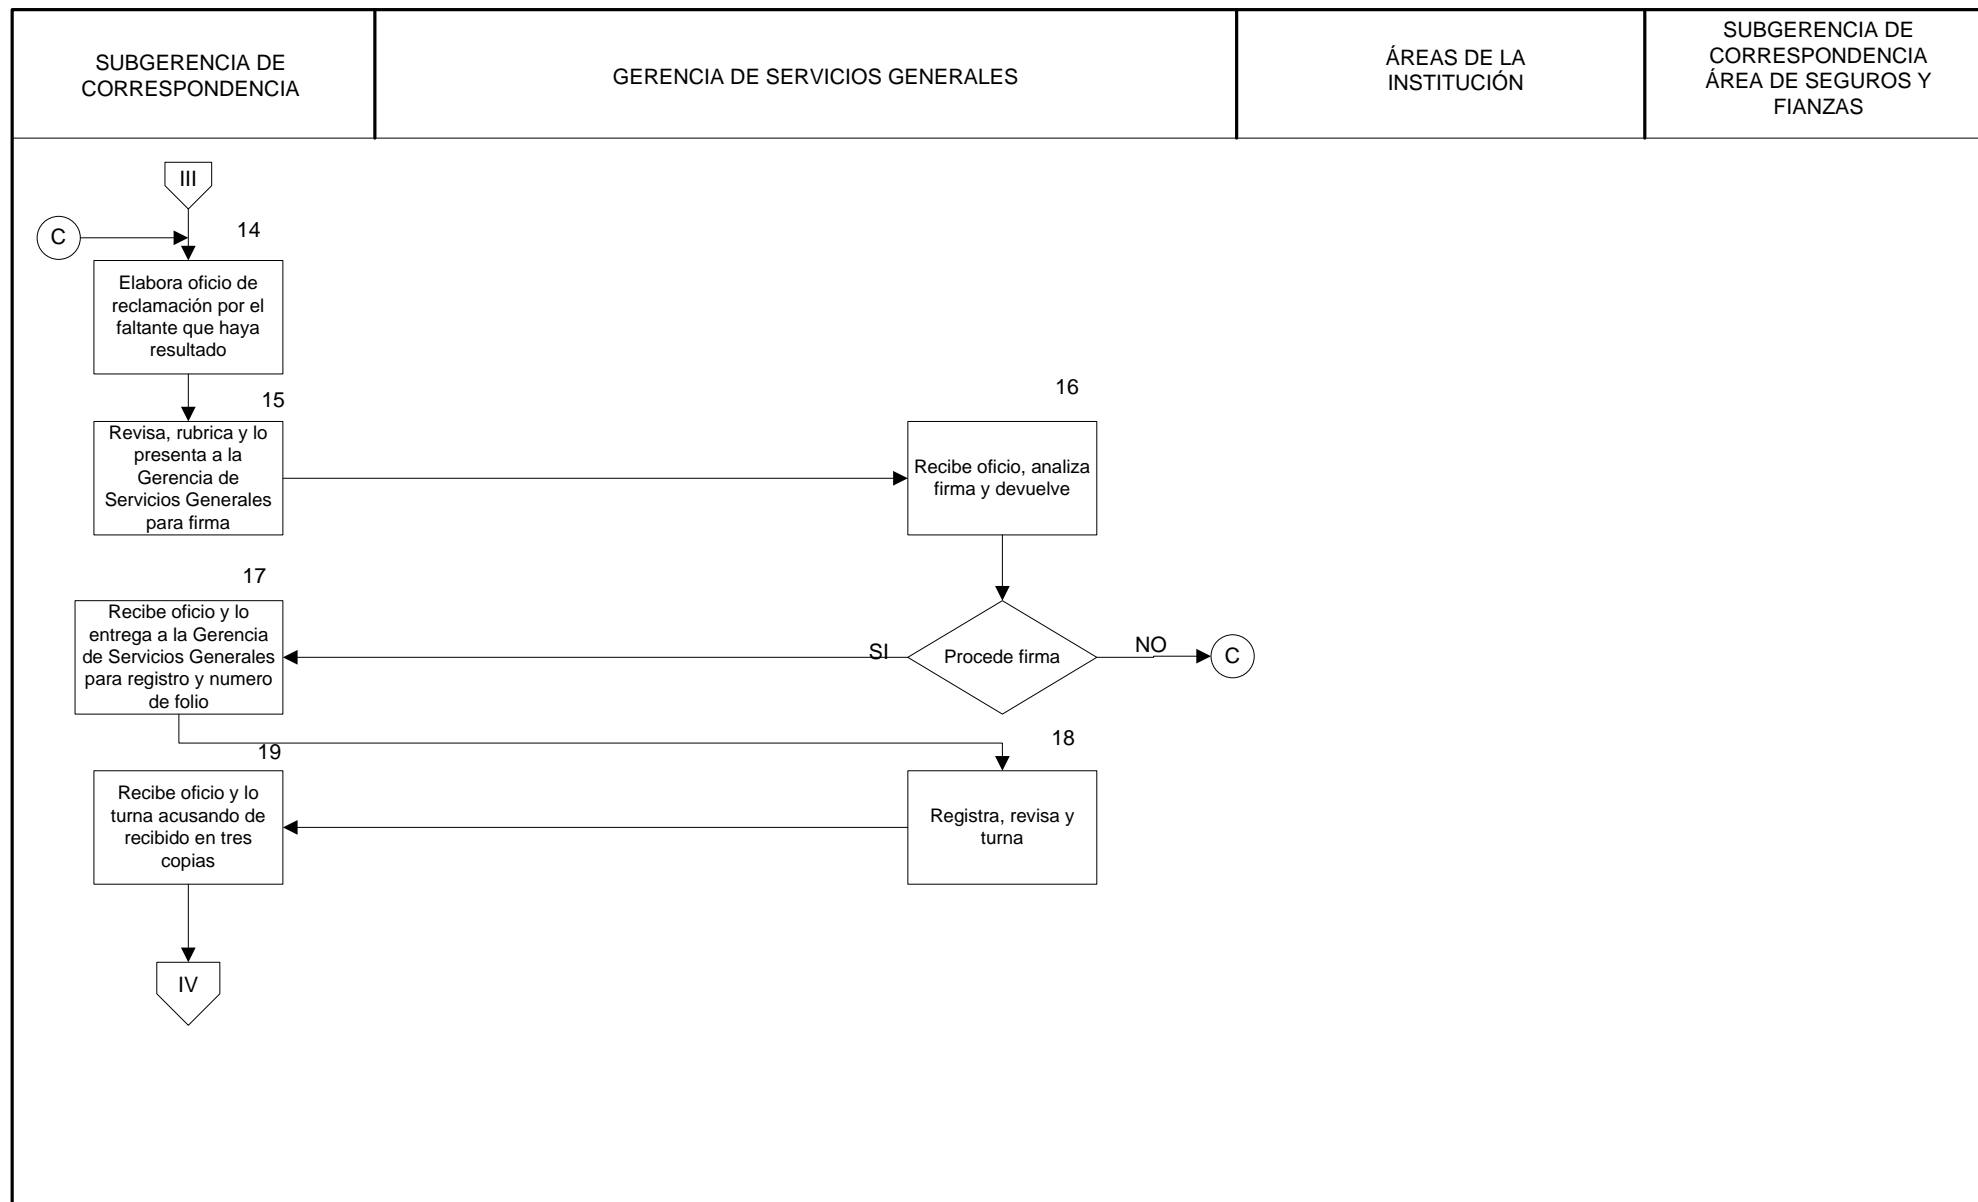 SUBGERENCIA DE
CORRESPONDENCIA
GERENCIA DE SERVICIOS GENERALES
ÁREAS DE LA
INSTITUCIÓN
SUBGERENCIA DE
CORRESPONDENCIA
ÁREA DE SEGUROS Y
FIANZAS
III
C
14
Elabora oficio de
reclamación por el
faltante que haya
resultado
15
Revisa, rubrica y lo
presenta a la
Gerencia de
Servicios Generales
para firma
16
Recibe oficio, analiza
firma y devuelve
17
Recibe oficio y lo
entrega a la Gerencia
de Servicios Generales
para registro y numero
de folio
SI
Procede firma
NO
C
18
Registra, revisa y
turna
19
Recibe oficio y lo
turna acusando de
recibido en tres
copias
IV